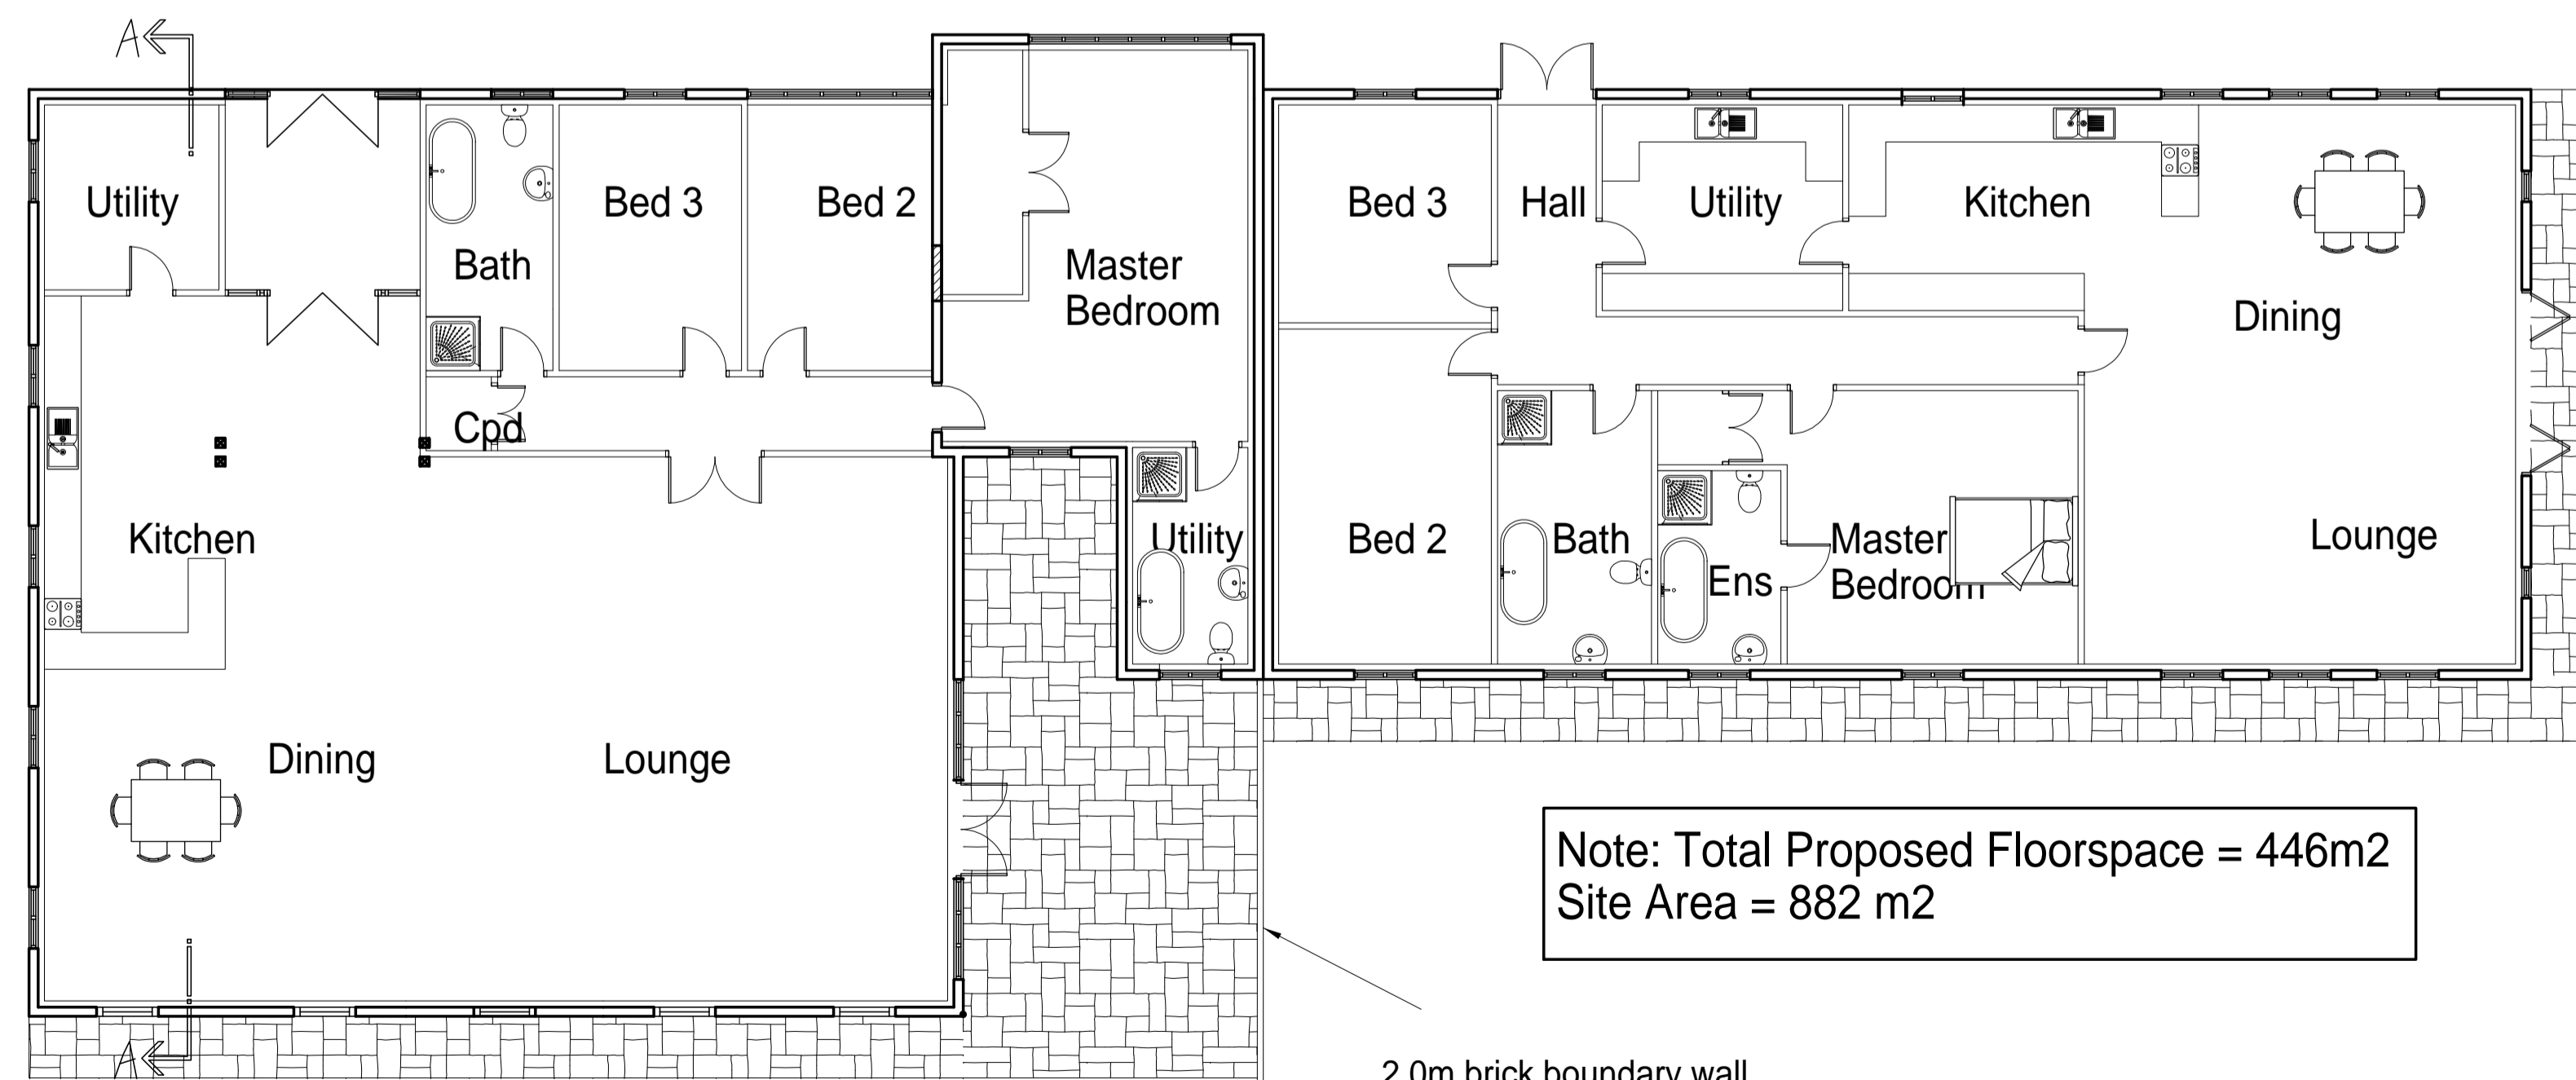 A
Utility
Bath
Bed 3
Bed 2
Master
Bedroom
Bed 3
Hall
Utility
Kitchen
Dining
Cpd
Kitchen
Utility
Bed 2
Bath
Ens
Master
Bedroom
Lounge
Dining
Lounge
Note: Total Proposed Floorspace = 446m2
Site Area = 882 m2
A
2.0m brick boundary wall